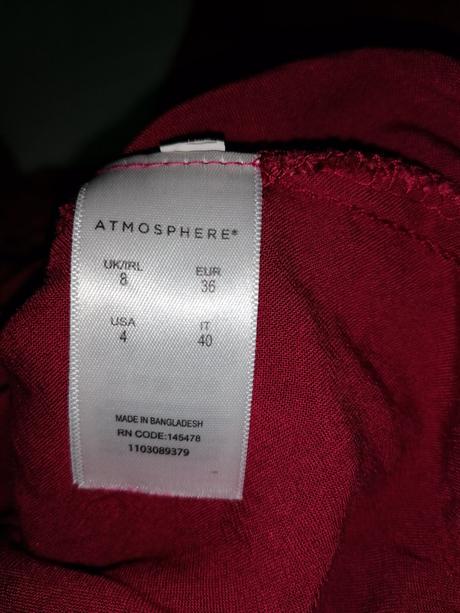 ATMOSPHERE®
UK/IRL EUR
8 36
USA IT
4 40
MADE IN BANGLADESH
RN CODE:145478
1103089379